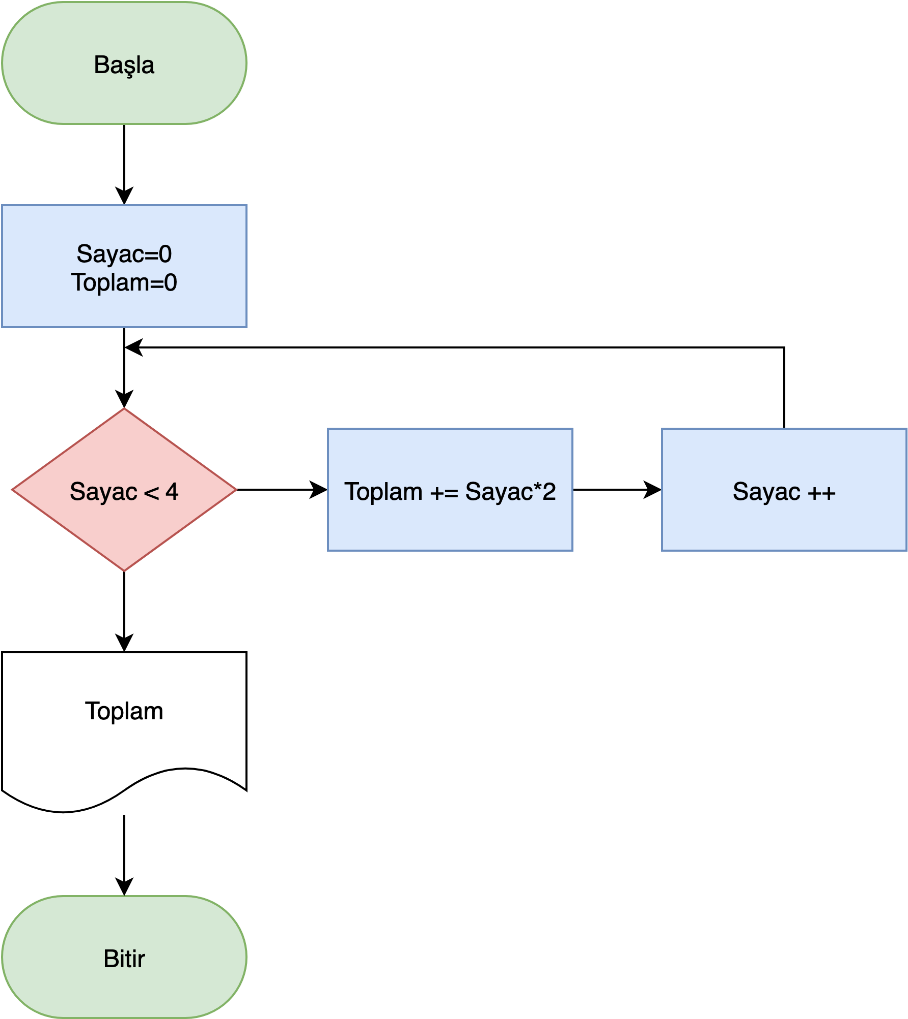 Başla
Sayac=0
Toplam=0
Sayac < 4
Toplam += Sayac*2
Sayac ++
Toplam
Bitir